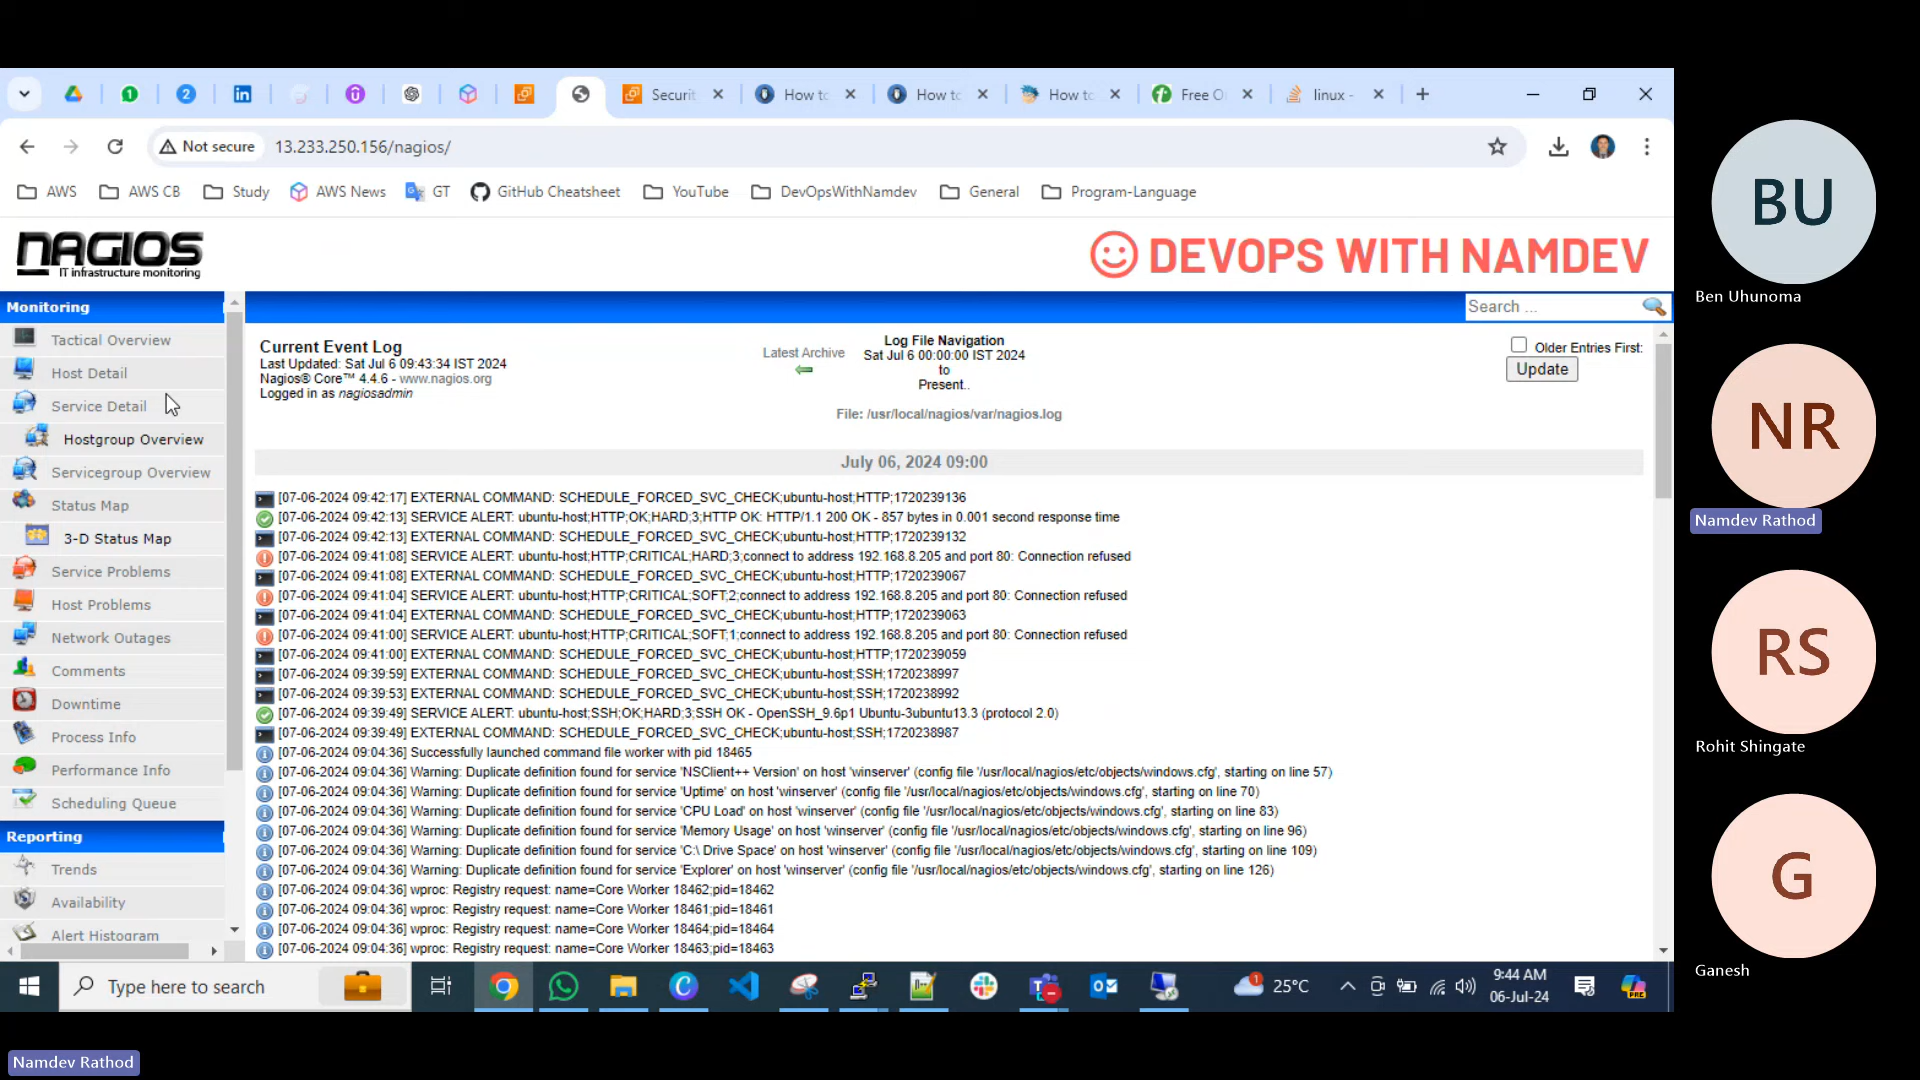 1
2
Securit
How to
How to
How to
Free O
linux -
Not secure
13.233.250.156/nagios/
AWS
AWS CB
Study
AWS News
GT
GitHub Cheatsheet
YouTube
DevOpsWithNamdev
General
Program-Language
NAGIOS
IT infrastructure monitoring
DEVOPS WITH NAMDEV
Monitoring
Tactical Overview
Host Detail
Service Detail
Hostgroup Overview
Servicegroup Overview
Status Map
3-D Status Map
Service Problems
Host Problems
Network Outages
Comments
Downtime
Process Info
Performance Info
Scheduling Queue
Reporting
Trends
Availability
Alert Histogram
Search ...
Current Event Log
Last Updated: Sat Jul 6 09:43:34 IST 2024
Nagios® Core™ 4.4.6 - www.nagios.org
Logged in as nagiosadmin
Latest Archive
Log File Navigation
Sat Jul 6 00:00:00 IST 2024
to
Present..
File: /usr/local/nagios/var/nagios.log
Older Entries First:
Update
July 06, 2024 09:00
[07-06-2024 09:42:17] EXTERNAL COMMAND: SCHEDULE_FORCED_SVC_CHECK;ubuntu-host;HTTP;1720239136
[07-06-2024 09:42:13] SERVICE ALERT: ubuntu-host;HTTP;OK;HARD;3;HTTP OK: HTTP/1.1 200 OK - 857 bytes in 0.001 second response time
[07-06-2024 09:42:13] EXTERNAL COMMAND: SCHEDULE_FORCED_SVC_CHECK;ubuntu-host;HTTP;1720239132
[07-06-2024 09:41:08] SERVICE ALERT: ubuntu-host;HTTP;CRITICAL;HARD;3;connect to address 192.168.8.205 and port 80: Connection refused
[07-06-2024 09:41:08] EXTERNAL COMMAND: SCHEDULE_FORCED_SVC_CHECK;ubuntu-host;HTTP;1720239067
[07-06-2024 09:41:04] SERVICE ALERT: ubuntu-host;HTTP;CRITICAL;SOFT;2;connect to address 192.168.8.205 and port 80: Connection refused
[07-06-2024 09:41:04] EXTERNAL COMMAND: SCHEDULE_FORCED_SVC_CHECK;ubuntu-host;HTTP;1720239063
[07-06-2024 09:41:00] SERVICE ALERT: ubuntu-host;HTTP;CRITICAL;SOFT;1;connect to address 192.168.8.205 and port 80: Connection refused
[07-06-2024 09:41:00] EXTERNAL COMMAND: SCHEDULE_FORCED_SVC_CHECK;ubuntu-host;HTTP;1720239059
[07-06-2024 09:39:59] EXTERNAL COMMAND: SCHEDULE_FORCED_SVC_CHECK;ubuntu-host;SSH;1720238997
[07-06-2024 09:39:53] EXTERNAL COMMAND: SCHEDULE_FORCED_SVC_CHECK;ubuntu-host;SSH;1720238992
[07-06-2024 09:39:49] SERVICE ALERT: ubuntu-host;SSH;OK;HARD;3;SSH OK - OpenSSH_9.6p1 Ubuntu-3ubuntu13.3 (protocol 2.0)
[07-06-2024 09:39:49] EXTERNAL COMMAND: SCHEDULE_FORCED_SVC_CHECK;ubuntu-host;SSH;1720238987
[07-06-2024 09:04:36] Successfully launched command file worker with pid 18465
[07-06-2024 09:04:36] Warning: Duplicate definition found for service 'NSClient++ Version' on host 'winserver' (config file '/usr/local/nagios/etc/objects/windows.cfg', starting on line 57)
[07-06-2024 09:04:36] Warning: Duplicate definition found for service 'Uptime' on host 'winserver' (config file '/usr/local/nagios/etc/objects/windows.cfg', starting on line 70)
[07-06-2024 09:04:36] Warning: Duplicate definition found for service 'CPU Load' on host 'winserver' (config file '/usr/local/nagios/etc/objects/windows.cfg', starting on line 83)
[07-06-2024 09:04:36] Warning: Duplicate definition found for service 'Memory Usage' on host 'winserver' (config file '/usr/local/nagios/etc/objects/windows.cfg', starting on line 96)
[07-06-2024 09:04:36] Warning: Duplicate definition found for service 'C:\ Drive Space' on host 'winserver' (config file '/usr/local/nagios/etc/objects/windows.cfg', starting on line 109)
[07-06-2024 09:04:36] Warning: Duplicate definition found for service 'Explorer' on host 'winserver' (config file '/usr/local/nagios/etc/objects/windows.cfg', starting on line 126)
[07-06-2024 09:04:36] wproc: Registry request: name=Core Worker 18462;pid=18462
[07-06-2024 09:04:36] wproc: Registry request: name=Core Worker 18461;pid=18461
[07-06-2024 09:04:36] wproc: Registry request: name=Core Worker 18464;pid=18464
[07-06-2024 09:04:36] wproc: Registry request: name=Core Worker 18463;pid=18463
Type here to search
1
25°C
9:44 AM
06-Jul-24
PRE
BU
Ben Uhunoma
NR
Namdev Rathod
RS
Rohit Shingate
G
Ganesh
Namdev Rathod